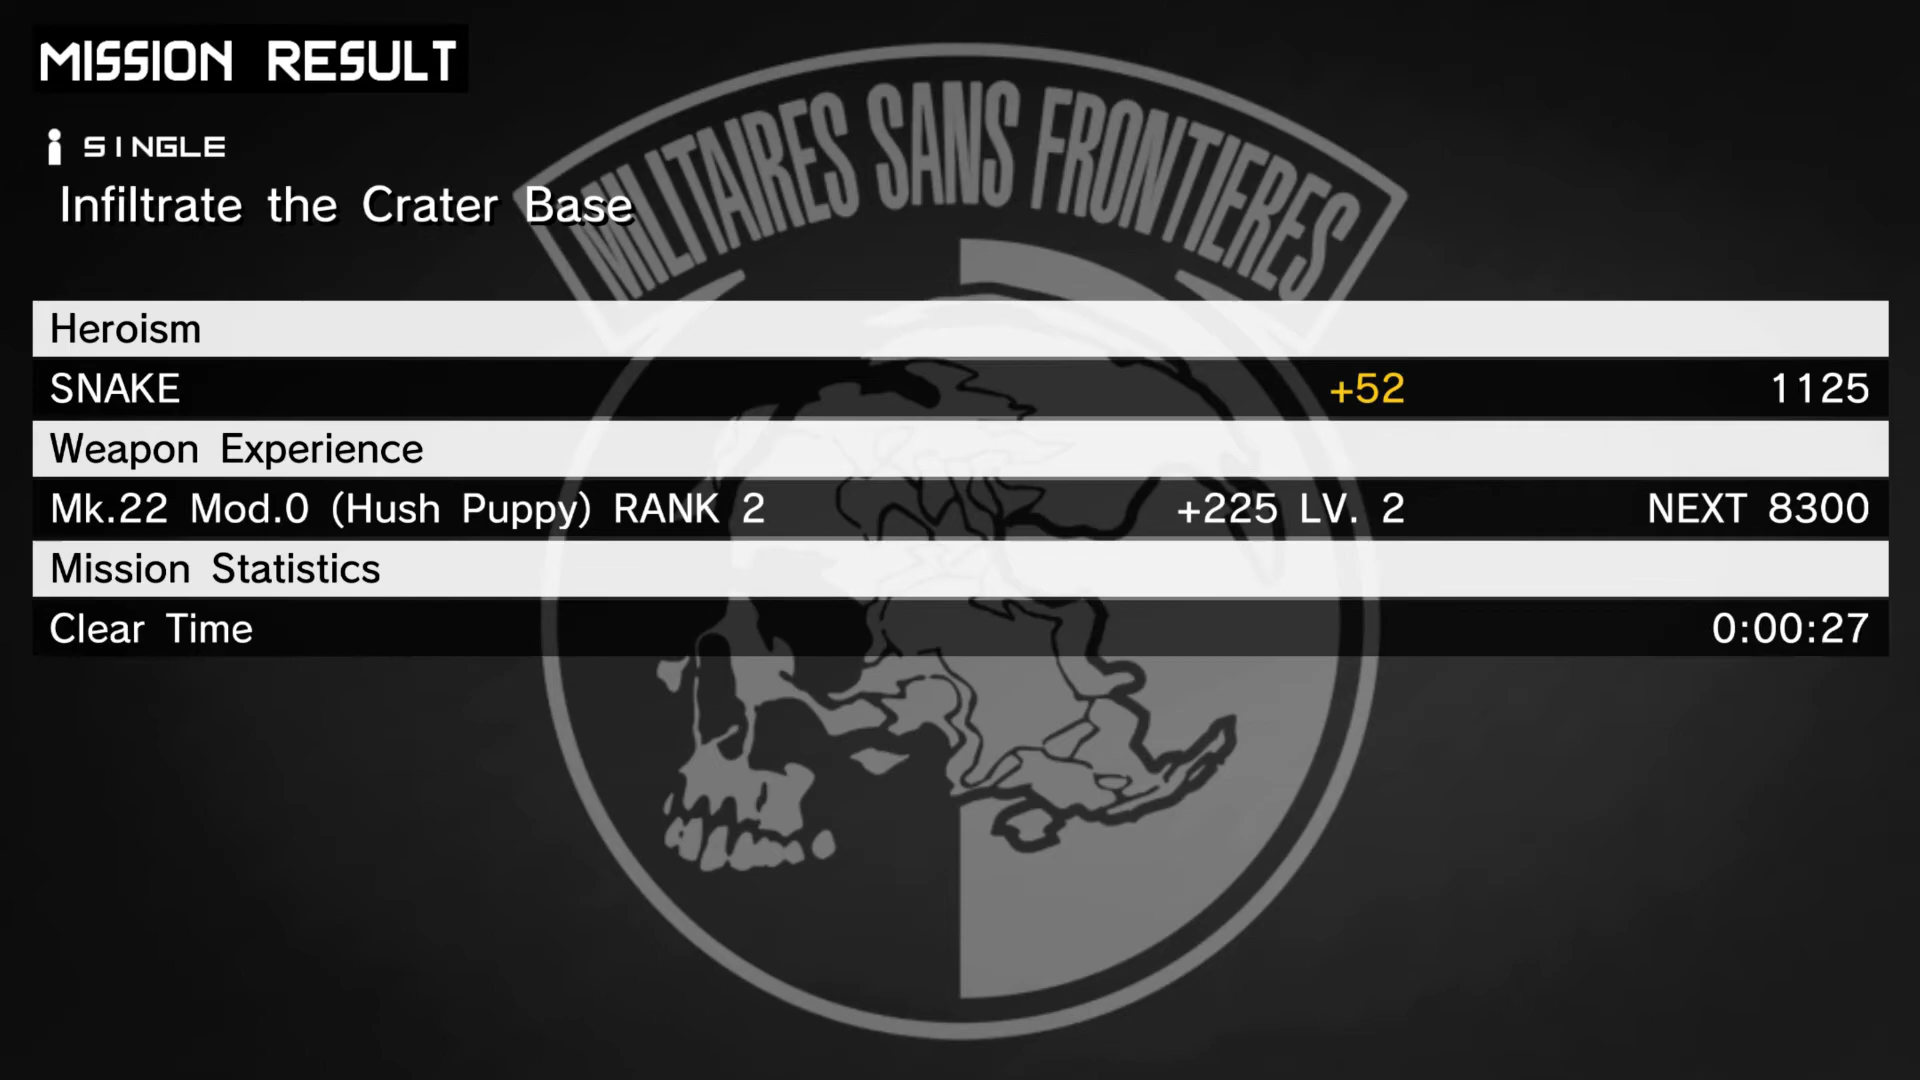 MISSION RESULT
SINGLE
Infiltrate the Crater Base
MILITAIRES SANS FRONTIERES
Heroism
SNAKE +52 1125
Weapon Experience
Mk.22 Mod.0 (Hush Puppy) RANK 2 +225 LV. 2 NEXT 8300
Mission Statistics
Clear Time 0:00:27